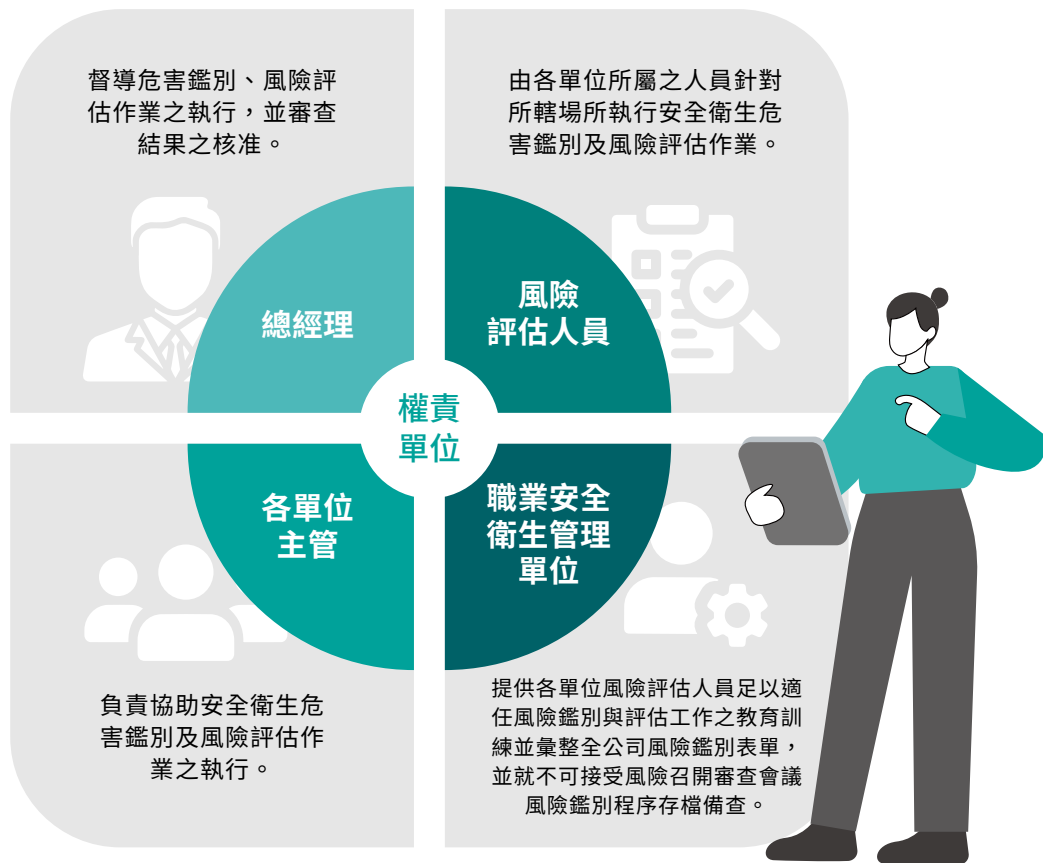 督導危害鑑別、風險評
估作業之執行，並審查
結果之核准。
由各單位所屬之人員針對
所轄場所執行安全衛生危
害鑑別及風險評估作業。
總經理
風險
評估人員
權責
單位
各單位
主管
職業安全
衛生管理
單位
負責協助安全衛生危
害鑑別及風險評估作
業之執行。
提供各單位風險評估人員足以適
任風險鑑別與評估工作之教育訓
練並彙整全公司風險鑑別表單，
並就不可接受風險召開審查會議
風險鑑別程序存檔備查。